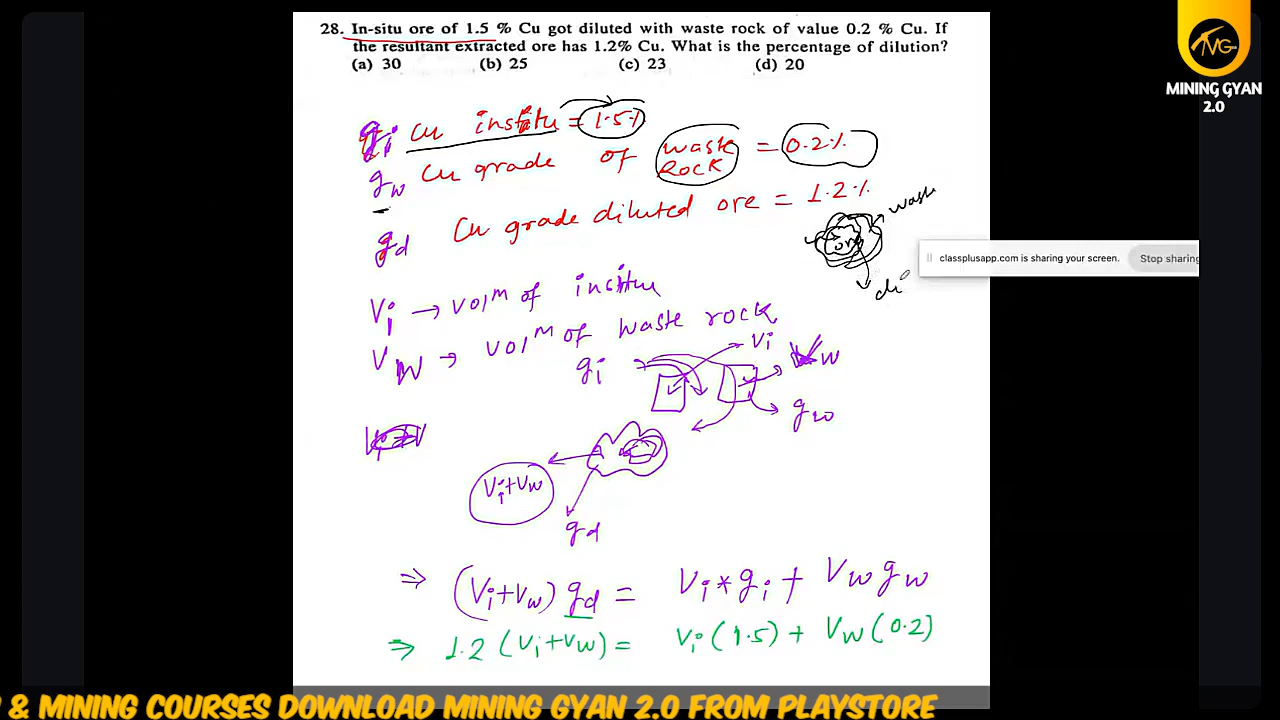 28. In-situ ore of 1.5 % Cu got diluted with waste rock of value 0.2 % Cu. If
the resultant extracted ore has 1.2% Cu. What is the percentage of dilution?
(a) 30 (b) 25 (c) 23 (d) 20
TVG
MINING GYAN
2.0
gi Cu insitu = 1.5%
gw Cu grade of waste rock = 0.2%
gd Cu grade diluted ore = 1.2%
waste
ore
classplusapp.com is sharing your screen. Stop sharing
Vi → volm of insitu
Vw → volm of waste rock
gi
Vi
w
gw
Vi+Vw
gd
⇒ (Vi+Vw) gd = Vi*gi + Vw gw
⇒ 1.2 (Vi+Vw) = Vi(1.5) + Vw(0.2)
& MINING COURSES DOWNLOAD MINING GYAN 2.0 FROM PLAYSTORE